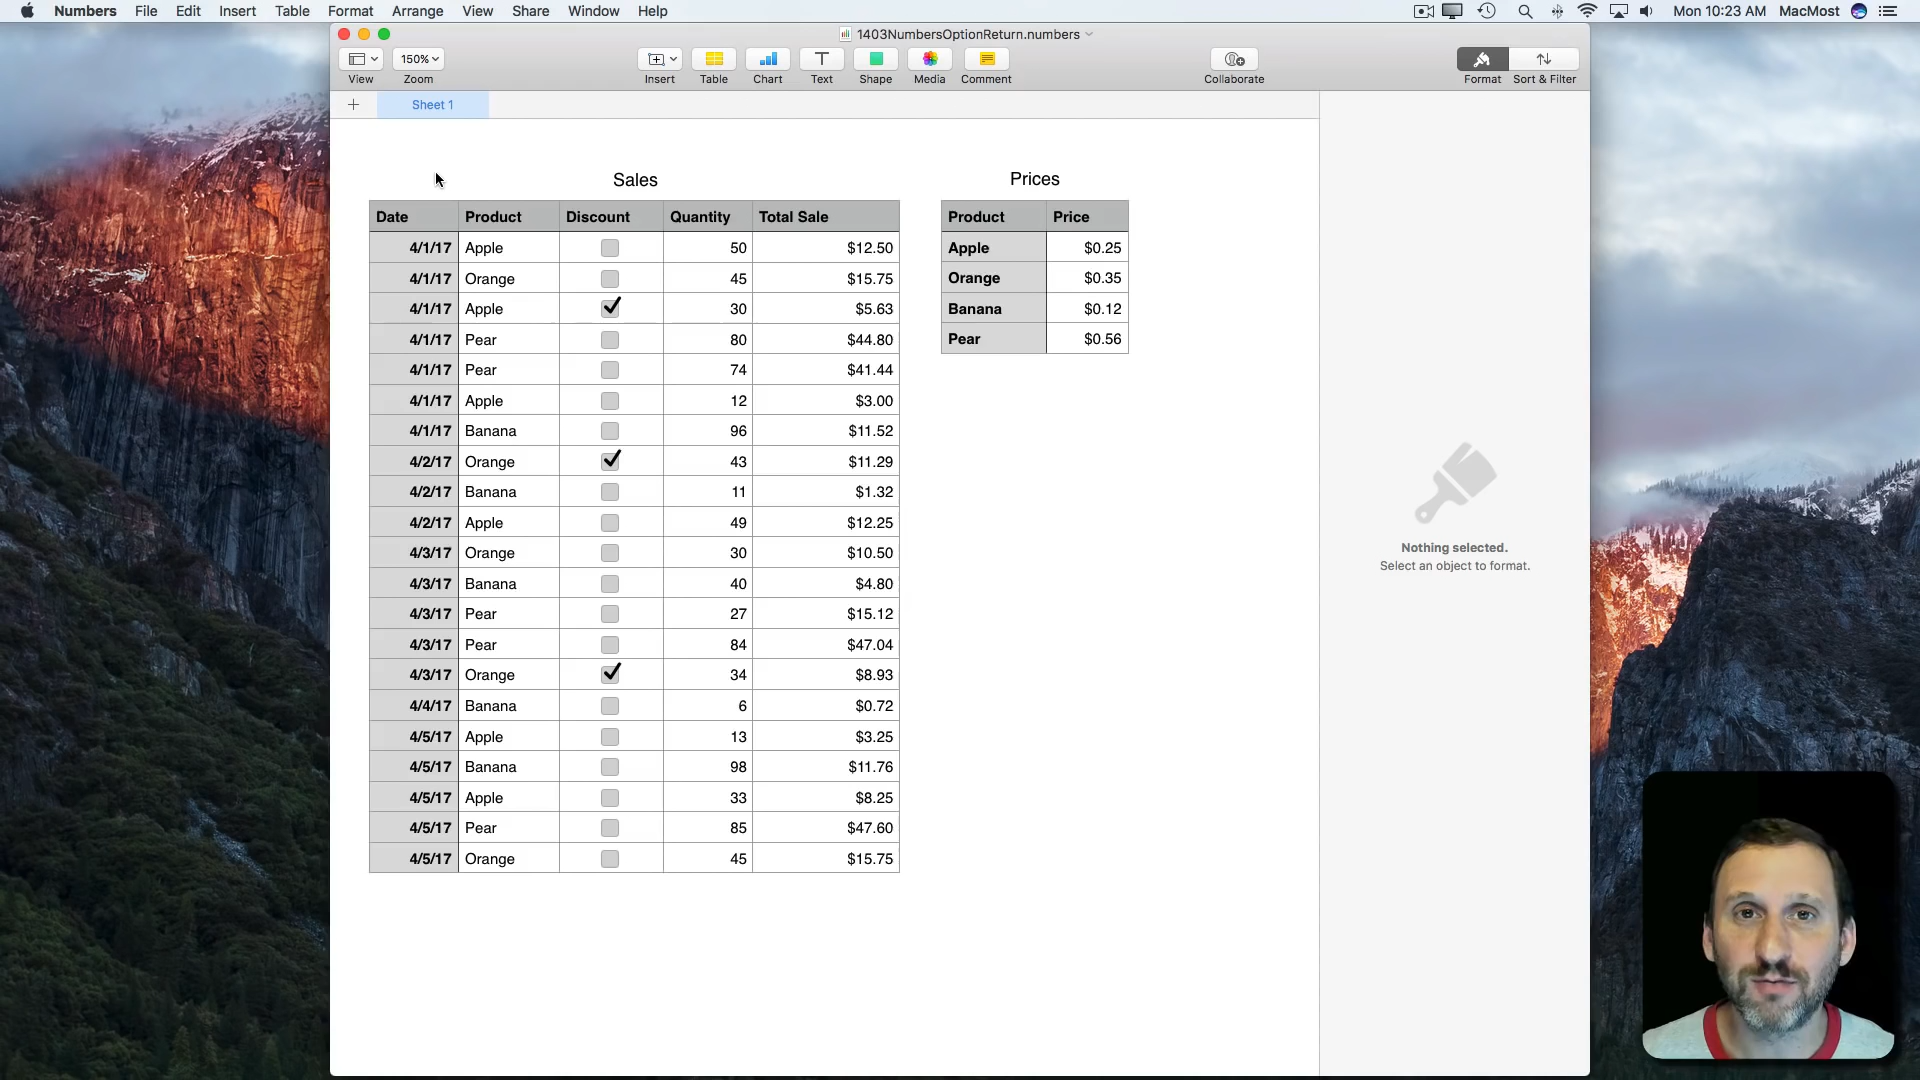 Numbers File Edit Insert Table Format Arrange View Share Window Help Mon 10:23 AM MacMost
1403NumbersOptionReturn.numbers
150%
View Zoom Insert Table Chart Text Shape Media Comment Collaborate Format Sort & Filter
Sheet 1
Sales Prices
Date Product Discount Quantity Total Sale Product Price
4/1/17 Apple 50 $12.50 Apple $0.25
4/1/17 Orange 45 $15.75 Orange $0.35
4/1/17 Apple 30 $5.63 Banana $0.12
4/1/17 Pear 80 $44.80 Pear $0.56
4/1/17 Pear 74 $41.44
4/1/17 Apple 12 $3.00
4/1/17 Banana 96 $11.52
4/2/17 Orange 43 $11.29
4/2/17 Banana 11 $1.32
4/2/17 Apple 49 $12.25
4/3/17 Orange 30 $10.50
4/3/17 Banana 40 $4.80
4/3/17 Pear 27 $15.12
4/3/17 Pear 84 $47.04
4/3/17 Orange 34 $8.93
4/4/17 Banana 6 $0.72
4/5/17 Apple 13 $3.25
4/5/17 Banana 98 $11.76
4/5/17 Apple 33 $8.25
4/5/17 Pear 85 $47.60
4/5/17 Orange 45 $15.75
Nothing selected.
Select an object to format.